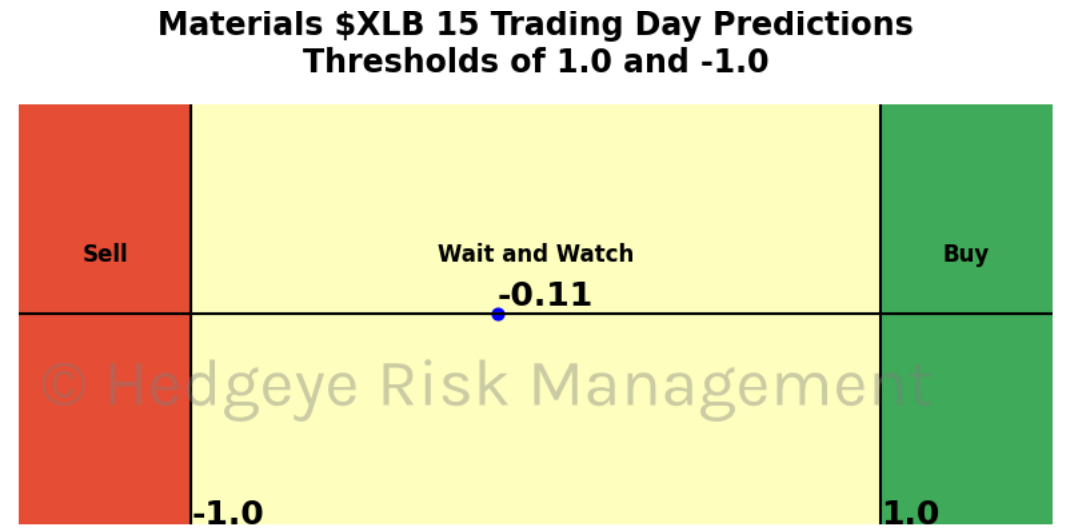 Materials $XLB 15 Trading Day Predictions
Thresholds of 1.0 and -1.0
Sell
Wait and Watch
Buy
-0.11
© Hedgeye Risk Management
-1.0
1.0